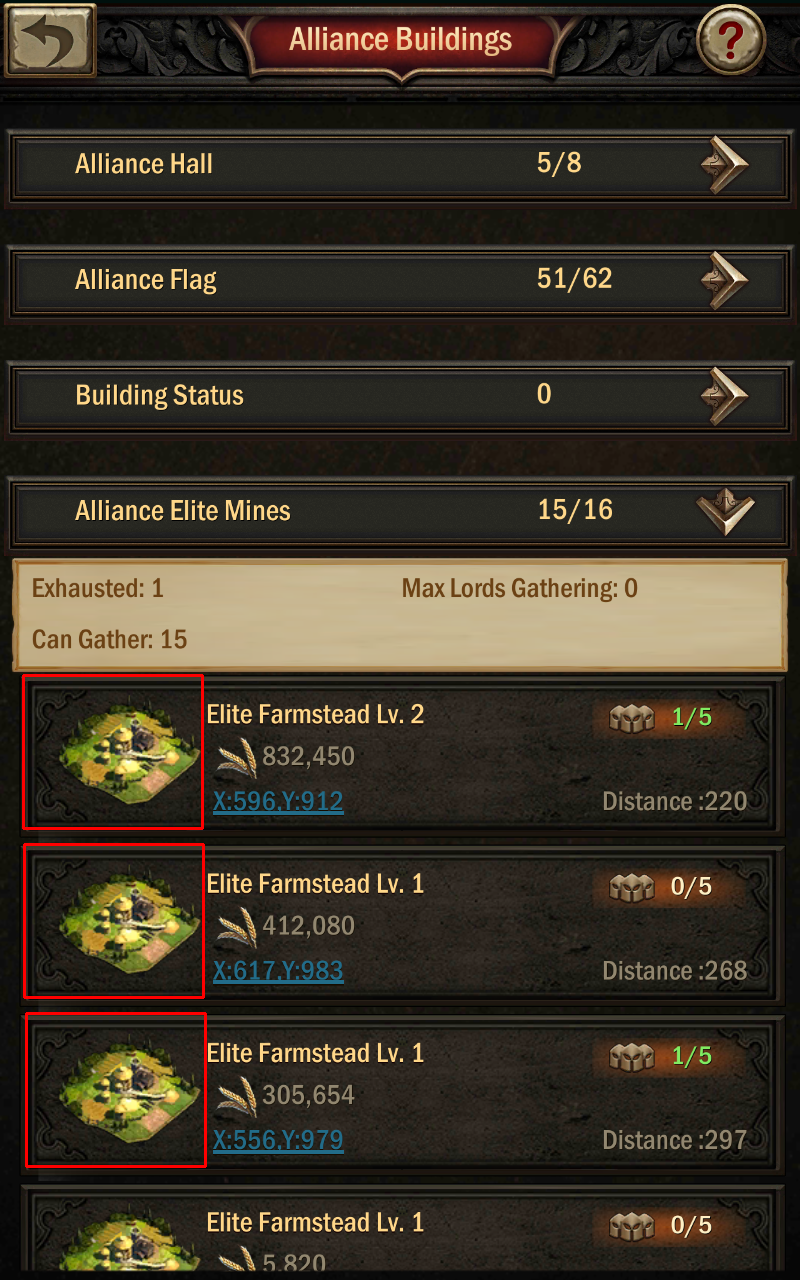 Alliance Buildings
?
Alliance Hall 5/8
Alliance Flag 51/62
Building Status 0
Alliance Elite Mines 15/16
Exhausted: 1 Max Lords Gathering: 0
Can Gather: 15
Elite Farmstead Lv. 2 1/5
832,450
X:596,Y:912 Distance :220
Elite Farmstead Lv. 1 0/5
412,080
X:617,Y:983 Distance :268
Elite Farmstead Lv. 1 1/5
305,654
X:556,Y:979 Distance :297
Elite Farmstead Lv. 1 0/5
5,820